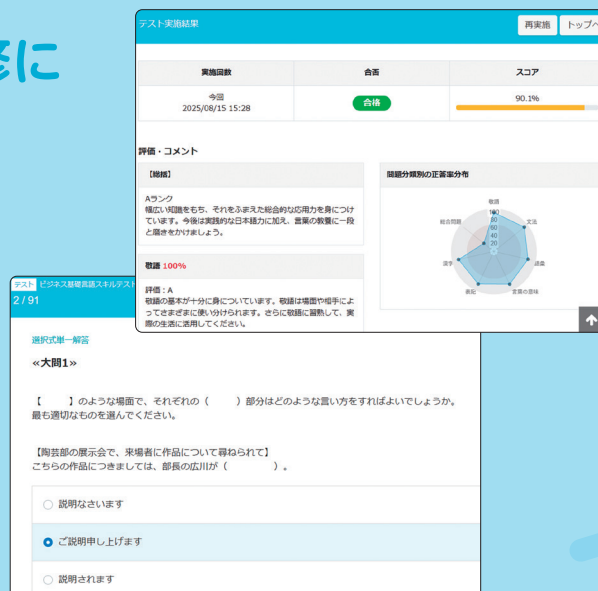 修に
テスト実施結果
再実施
トップへ
実施回数 合否 スコア
今回
2025/08/15 15:28
合格
90.1%
評価・コメント
【総括】
Aランク
幅広い知識をもち、それをふまえた総合的な応用力を身につけ
ています。今後は実践的な日本語力に加え、言葉の教養に一段
と磨きをかけましょう。
敬語 100%
評価：A
敬語の基本が十分に身についています。敬語は場面や相手によ
ってさまざまに使い分けられます。さらに敬語に習熟して、実
際の生活に活用してください。
問題分類別の正答率分布
敬語
文法
語彙
言葉の意味
表記
漢字
総合問題
100
80
60
40
20
テスト ビジネス基礎言語スキルテスト
2 / 91
選択式単一解答
≪大問1≫
【　　】のような場面で、それぞれの（　　）部分はどのような言い方をすればよいでしょうか。
最も適切なものを選んでください。
【陶芸部の展示会で、来場者に作品について尋ねられて】
こちらの作品につきましては、部長の広川が（　　　　）。
説明なさいます
ご説明申し上げます
説明されます